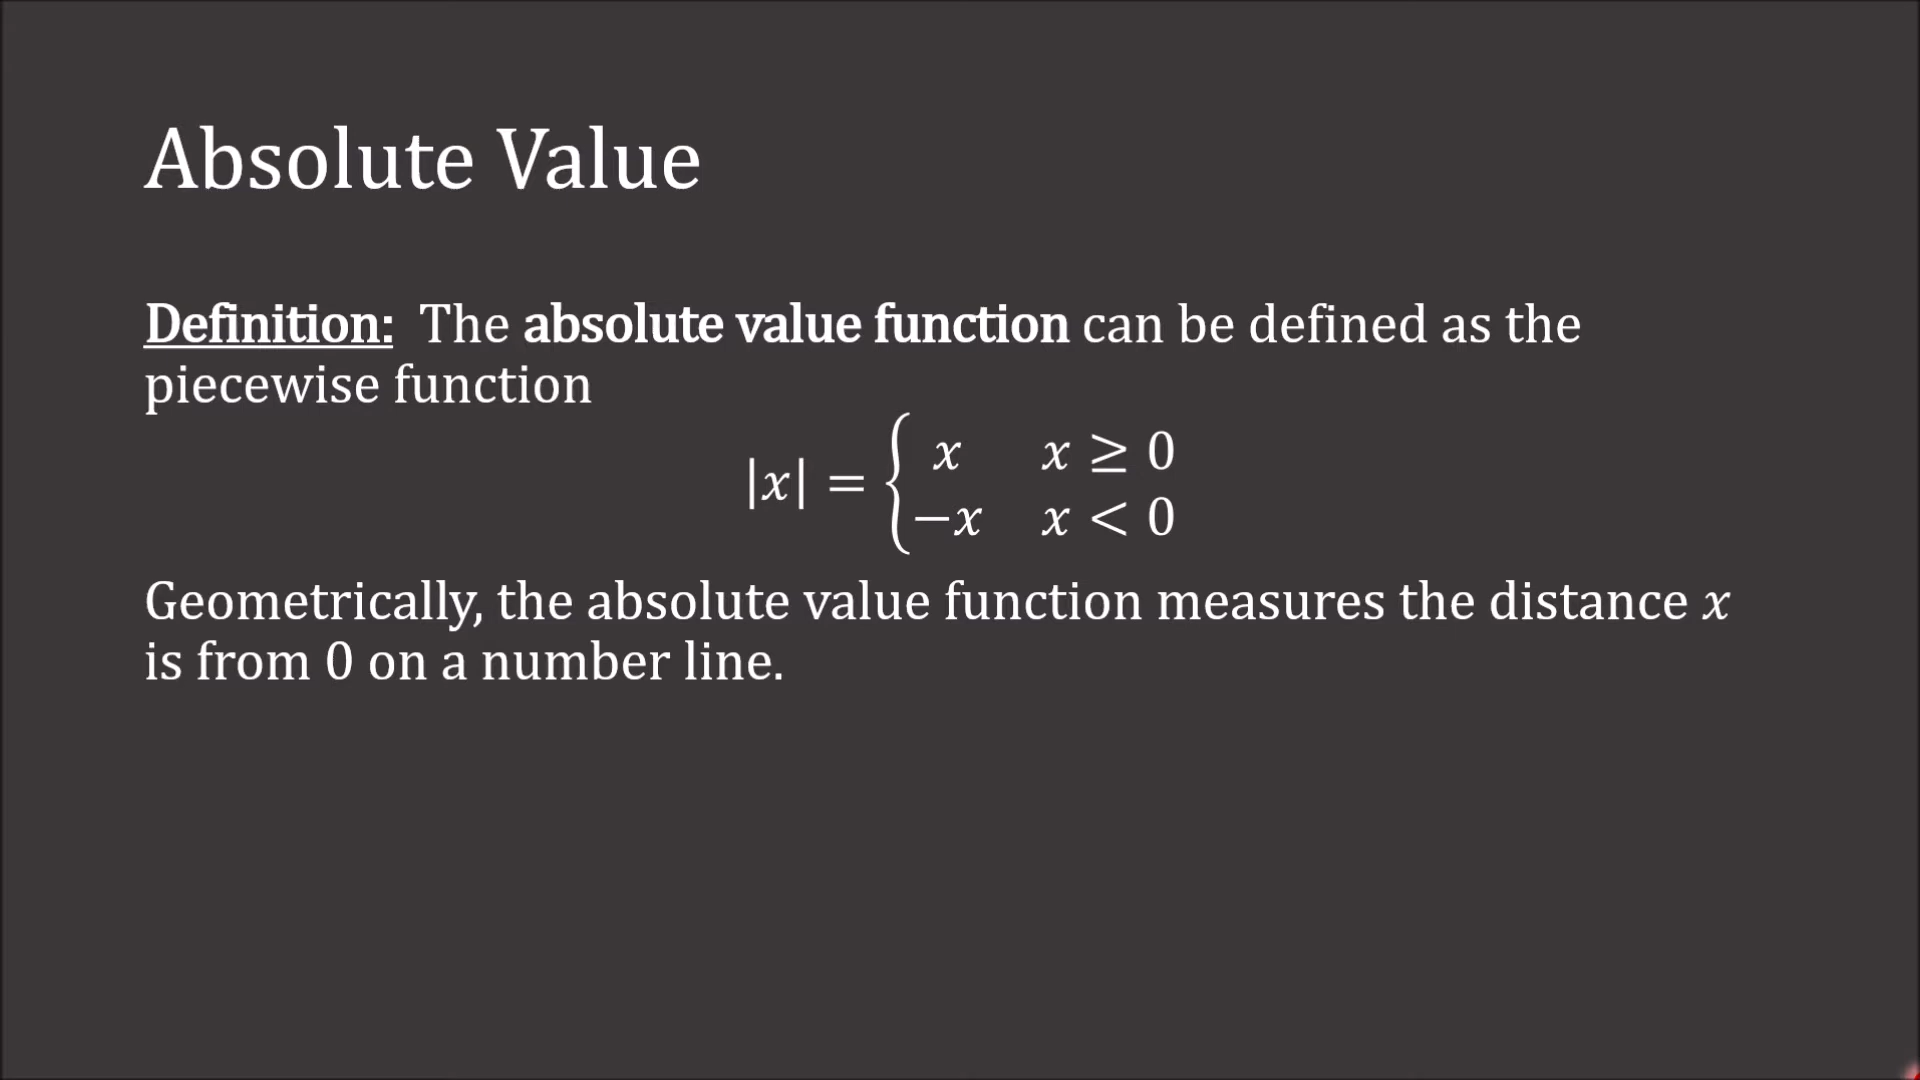 Absolute Value
Definition: The absolute value function can be defined as the
piecewise function
|x| = { x x ≥ 0
−x x < 0
Geometrically, the absolute value function measures the distance x
is from 0 on a number line.